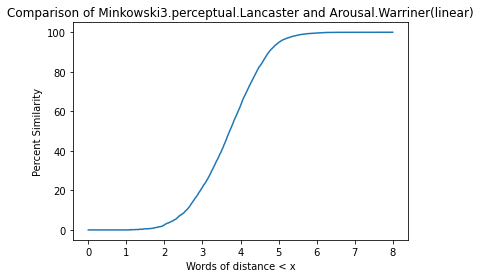 Comparison of Minkowski3.perceptual.Lancaster and Arousal.Warriner(linear)
100
80
60
40
20
0
Percent Similarity
0 1 2 3 4 5 6 7 8
Words of distance < x